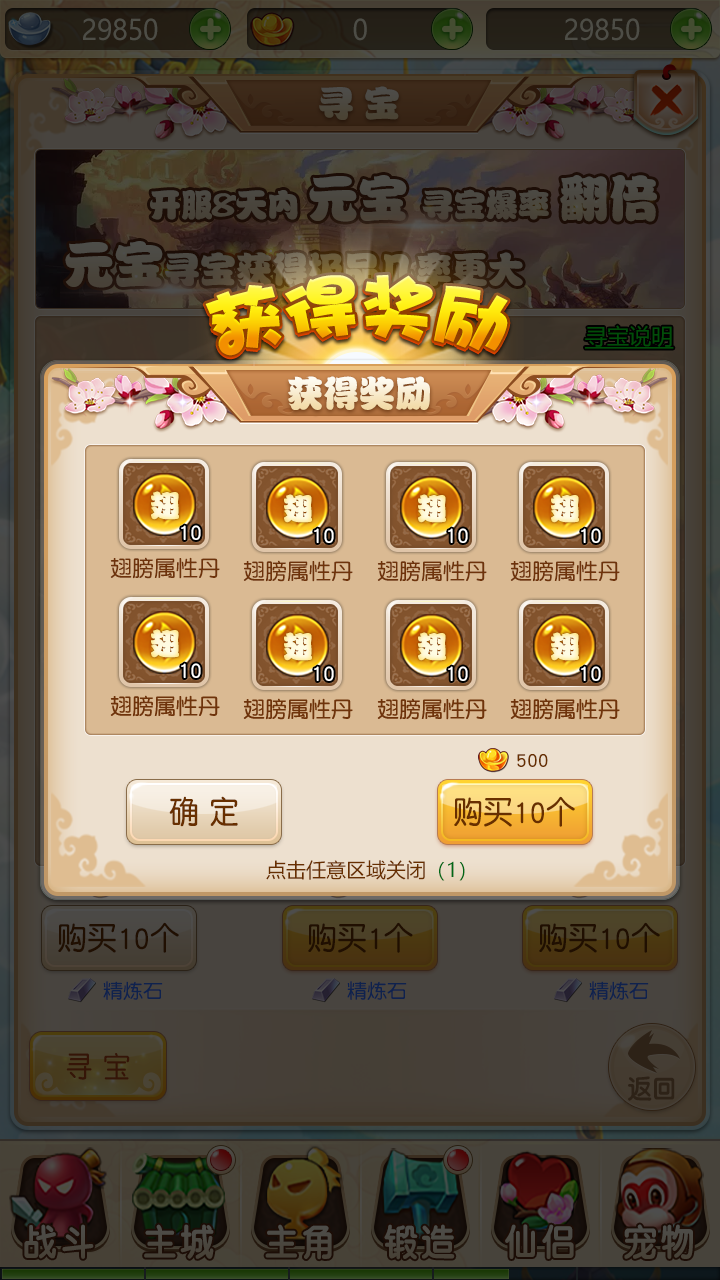 29850 0 29850
寻宝
开服8天内 元宝 寻宝爆率 翻倍
元宝寻宝获得
率更大
获得奖励
寻宝说明
获得奖励
翅 10 翅 10 翅 10 翅 10
翅膀属性丹 翅膀属性丹 翅膀属性丹 翅膀属性丹
翅 10 翅 10 翅 10 翅 10
翅膀属性丹 翅膀属性丹 翅膀属性丹 翅膀属性丹
500
确定 购买10个
点击任意区域关闭 (1)
购买10个 购买1个 购买10个
精炼石 精炼石 精炼石
寻宝 返回
战斗 主城 主角 锻造 仙侣 宠物